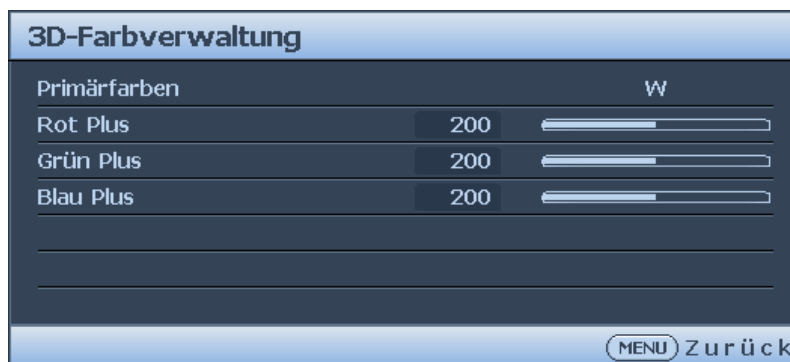 3D-Farbverwaltung
Primärfarben W
Rot Plus 200
Grün Plus 200
Blau Plus 200
MENU Zurück